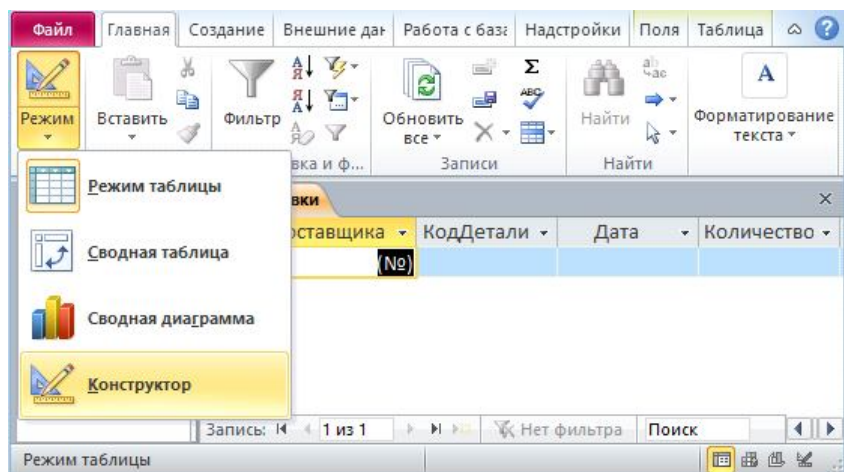 Файл Главная Создание Внешние дан Работа с база Надстройки Поля Таблица
Режим Вставить Фильтр Обновить все Найти Форматирование текста
вка и ф... Записи Найти
Режим таблицы
Сводная таблица
Сводная диаграмма
Конструктор
вки
оставщика КодДетали Дата Количество
(№)
Запись: 1 из 1 Нет фильтра Поиск
Режим таблицы